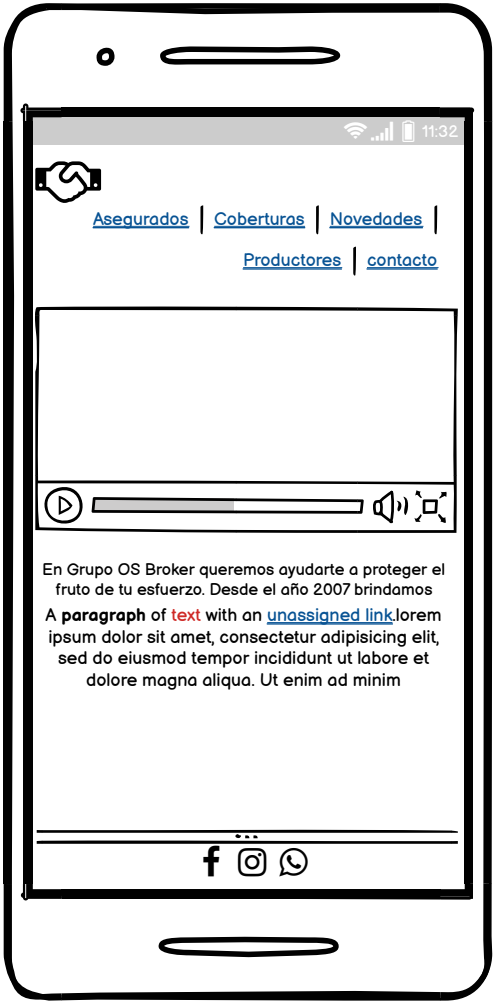 11:32
Asegurados | Coberturas | Novedades |
Productores | contacto
En Grupo OS Broker queremos ayudarte a proteger el
fruto de tu esfuerzo. Desde el año 2007 brindamos
A paragraph of text with an unassigned link.lorem
ipsum dolor sit amet, consectetur adipisicing elit,
sed do eiusmod tempor incididunt ut labore et
dolore magna aliqua. Ut enim ad minim